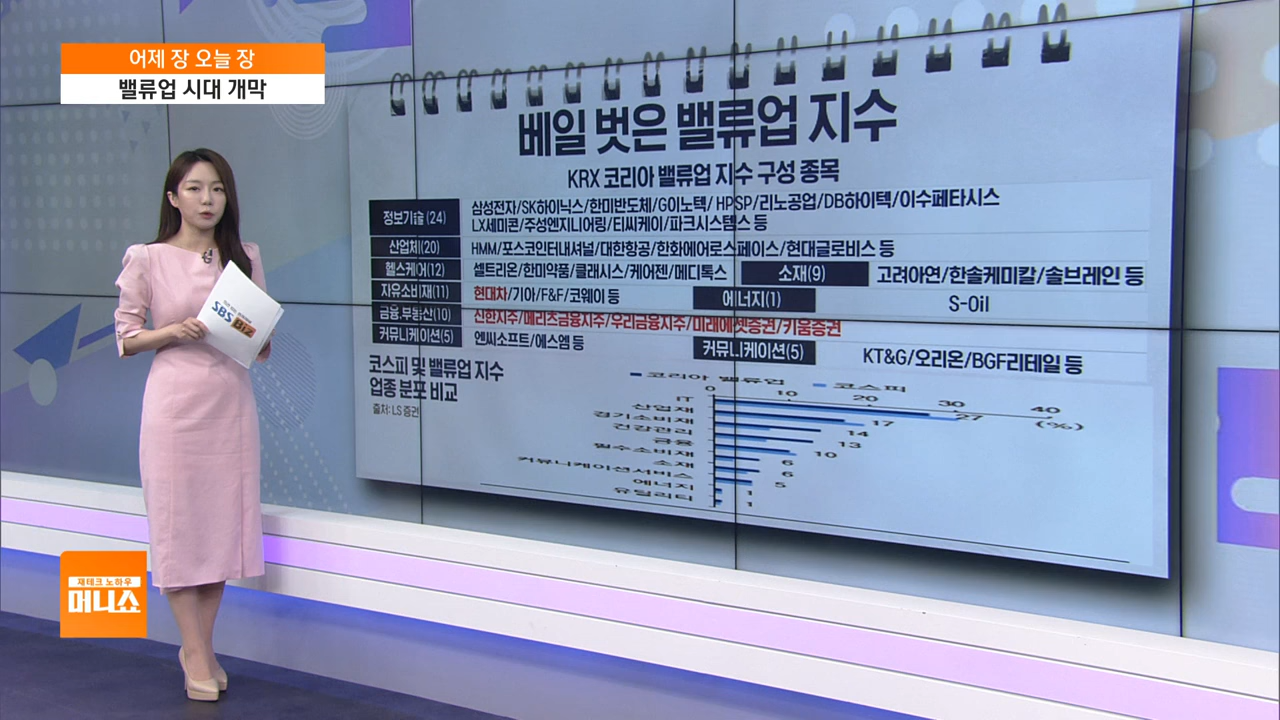 어제 장 오늘 장
밸류업 시대 개막
베일 벗은 밸류업 지수
KRX 코리아 밸류업 지수 구성 종목
정보기술(24) 삼성전자/SK하이닉스/한미반도체/G이노텍/ HPSP/리노공업/DB하이텍/이수페타시스
LX세미콘/주성엔지니어링/티씨케이/파크시스템스 등
산업체(20) HMM/포스코인터내셔널/대한항공/한화에어로스페이스/현대글로비스 등
헬스케어(12) 셀트리온/한미약품/클래시스/케어젠/메디톡스 소재(9) 고려아연/한솔케미칼/솔브레인 등
자유소비재(11) 현대차/기아/F&F/코웨이 등 에너지(1) S-Oil
금융.부동산(10) 신한지주/메리츠금융지주/우리금융지주/미래에셋증권/키움증권
커뮤니케이션(5) 엔씨소프트/에스엠 등 커뮤니케이션(5) KT&G/오리온/BGF리테일 등
코스피 및 밸류업 지수
업종 분포 비교
출처: LS 증권
코리아 밸류업 코스피
0 10 20 30 40
(%)
IT 27
산업재 17
경기소비재 14
건강관리 13
금융 10
필수소비재 6
소재 6
커뮤니케이션서비스 5
에너지 1
유틸리티 1
SBS Biz
재테크 노하우
머니쇼